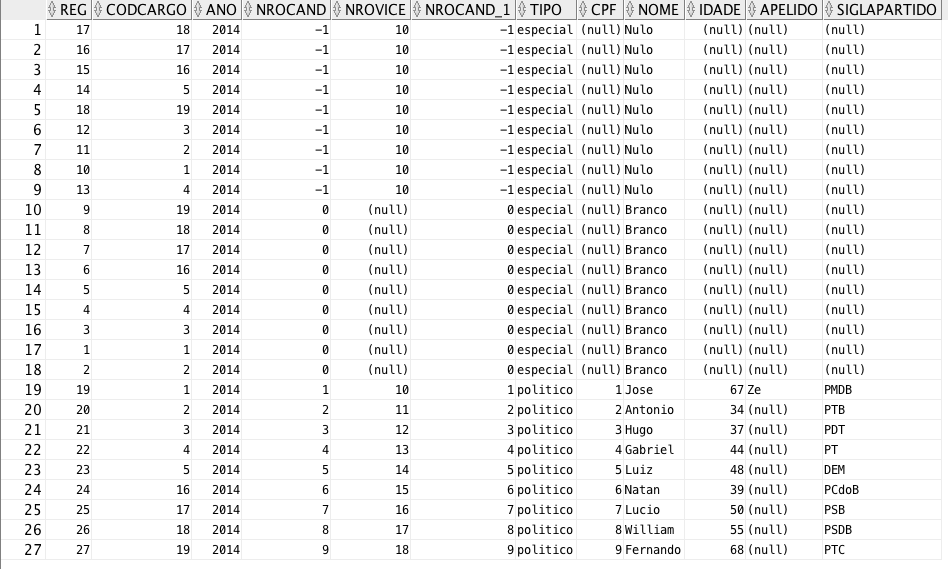 REG CODCARGO ANO NROCAND NROVICE NROCAND_1 TIPO CPF NOME IDADE APELIDO SIGLAPARTIDO
1 17 18 2014 -1 10 -1 especial (null) Nulo (null) (null) (null)
2 16 17 2014 -1 10 -1 especial (null) Nulo (null) (null) (null)
3 15 16 2014 -1 10 -1 especial (null) Nulo (null) (null) (null)
4 14 5 2014 -1 10 -1 especial (null) Nulo (null) (null) (null)
5 18 19 2014 -1 10 -1 especial (null) Nulo (null) (null) (null)
6 12 3 2014 -1 10 -1 especial (null) Nulo (null) (null) (null)
7 11 2 2014 -1 10 -1 especial (null) Nulo (null) (null) (null)
8 10 1 2014 -1 10 -1 especial (null) Nulo (null) (null) (null)
9 13 4 2014 -1 10 -1 especial (null) Nulo (null) (null) (null)
10 9 19 2014 0 (null) 0 especial (null) Branco (null) (null) (null)
11 8 18 2014 0 (null) 0 especial (null) Branco (null) (null) (null)
12 7 17 2014 0 (null) 0 especial (null) Branco (null) (null) (null)
13 6 16 2014 0 (null) 0 especial (null) Branco (null) (null) (null)
14 5 5 2014 0 (null) 0 especial (null) Branco (null) (null) (null)
15 4 4 2014 0 (null) 0 especial (null) Branco (null) (null) (null)
16 3 3 2014 0 (null) 0 especial (null) Branco (null) (null) (null)
17 1 1 2014 0 (null) 0 especial (null) Branco (null) (null) (null)
18 2 2 2014 0 (null) 0 especial (null) Branco (null) (null) (null)
19 19 1 2014 1 10 1 politico 1 Jose 67 Ze PMDB
20 20 2 2014 2 11 2 politico 2 Antonio 34 (null) PTB
21 21 3 2014 3 12 3 politico 3 Hugo 37 (null) PDT
22 22 4 2014 4 13 4 politico 4 Gabriel 44 (null) PT
23 23 5 2014 5 14 5 politico 5 Luiz 48 (null) DEM
24 24 16 2014 6 15 6 politico 6 Natan 39 (null) PCdoB
25 25 17 2014 7 16 7 politico 7 Lucio 50 (null) PSB
26 26 18 2014 8 17 8 politico 8 William 55 (null) PSDB
27 27 19 2014 9 18 9 politico 9 Fernando 68 (null) PTC